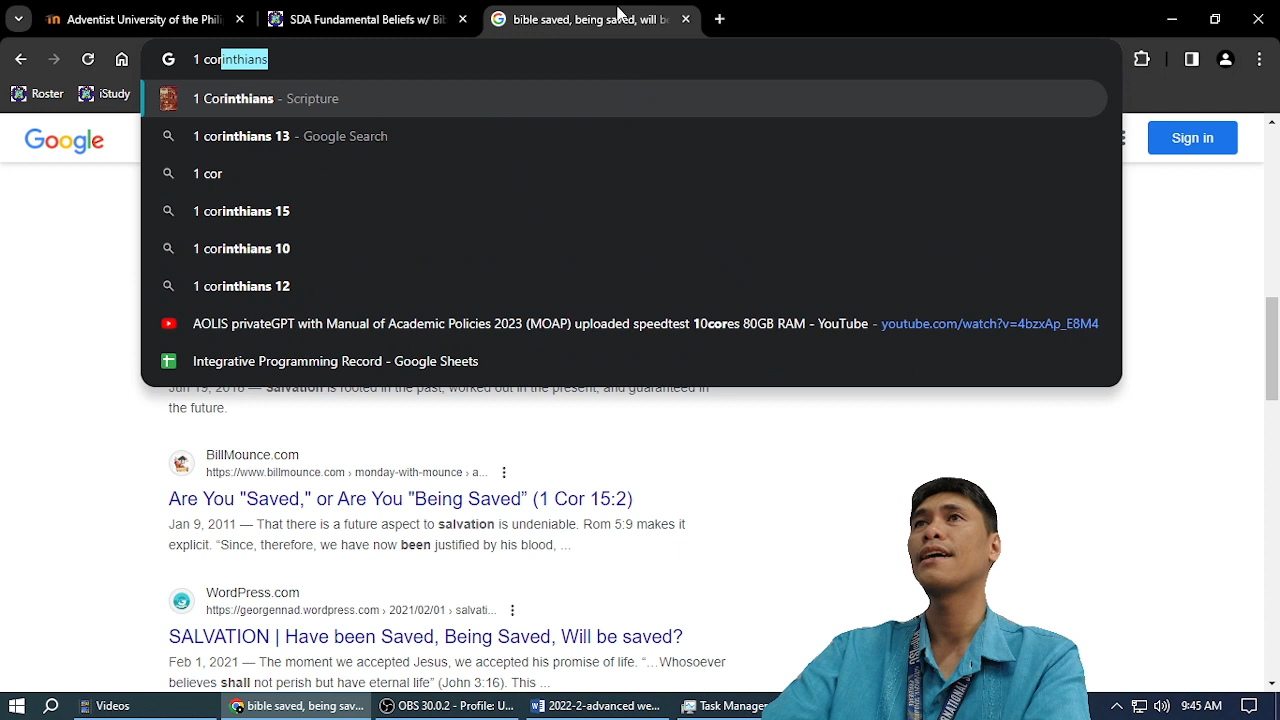 Adventist University of the Phili
SDA Fundamental Beliefs w/ Bib
bible saved, being saved, will be
1 corinthians
Roster
iStudy
1 Corinthians - Scripture
Google
Sign in
1 corinthians 13 - Google Search
1 cor
1 corinthians 15
1 corinthians 10
1 corinthians 12
AOLIS privateGPT with Manual of Academic Policies 2023 (MOAP) uploaded speedtest 10cores 80GB RAM - YouTube - youtube.com/watch?v=4bzxAp_E8M4
Integrative Programming Record - Google Sheets
Jun 19, 2018 — Salvation is rooted in the past, worked out in the present, and guaranteed in
the future.
BillMounce.com
https://www.billmounce.com › monday-with-mounce › a...
Are You "Saved," or Are You "Being Saved” (1 Cor 15:2)
Jan 9, 2011 — That there is a future aspect to salvation is undeniable. Rom 5:9 makes it
explicit. “Since, therefore, we have now been justified by his blood, ...
WordPress.com
https://georgennad.wordpress.com › 2021/02/01 › salvati...
SALVATION | Have been Saved, Being Saved, Will be saved?
Feb 1, 2021 — The moment we accepted Jesus, we accepted his promise of life. “...Whosoever
believes shall not perish but have eternal life” (John 3:16). This ...
Videos
bible saved, being sav...
OBS 30.0.2 - Profile: U...
2022-2-advanced we...
Task Manage
9:45 AM